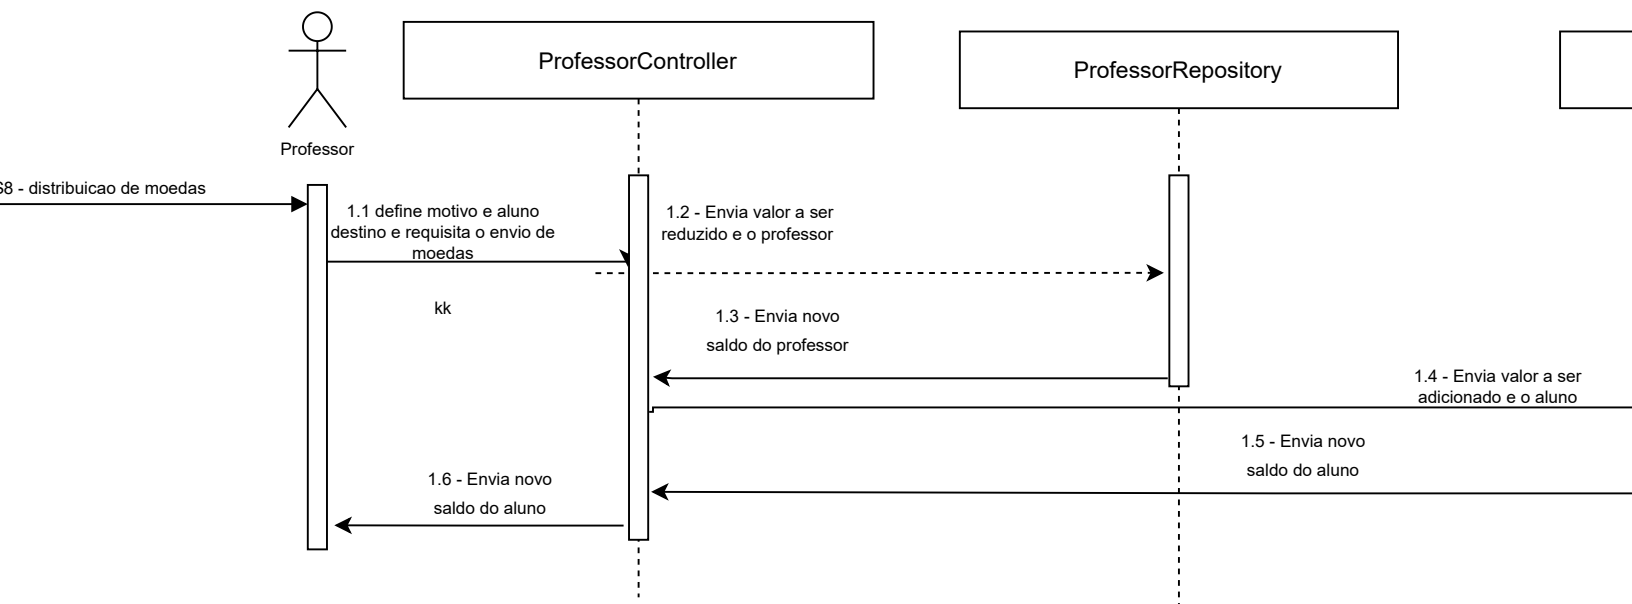 ProfessorController
ProfessorRepository
Professor
8 - distribuicao de moedas
1.1 define motivo e aluno
destino e requisita o envio de
moedas
1.2 - Envia valor a ser
reduzido e o professor
kk
1.3 - Envia novo
saldo do professor
1.4 - Envia valor a ser
adicionado e o aluno
1.5 - Envia novo
saldo do aluno
1.6 - Envia novo
saldo do aluno